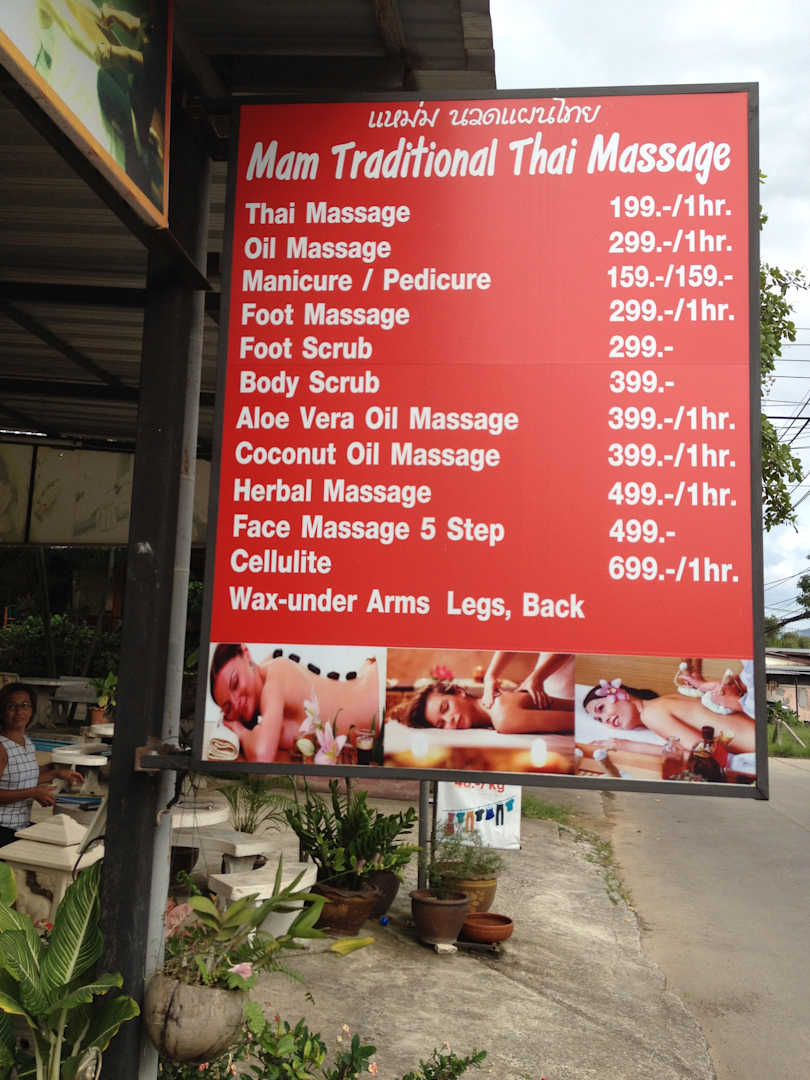 แหม่ม นวดแผนไทย
Mam Traditional Thai Massage
Thai Massage 199.-/1hr.
Oil Massage 299.-/1hr.
Manicure / Pedicure 159.-/159.-
Foot Massage 299.-/1hr.
Foot Scrub 299.-
Body Scrub 399.-
Aloe Vera Oil Massage 399.-/1hr.
Coconut Oil Massage 399.-/1hr.
Herbal Massage 499.-/1hr.
Face Massage 5 Step 499.-
Cellulite 699.-/1hr.
Wax-under Arms Legs, Back
40.-/kg